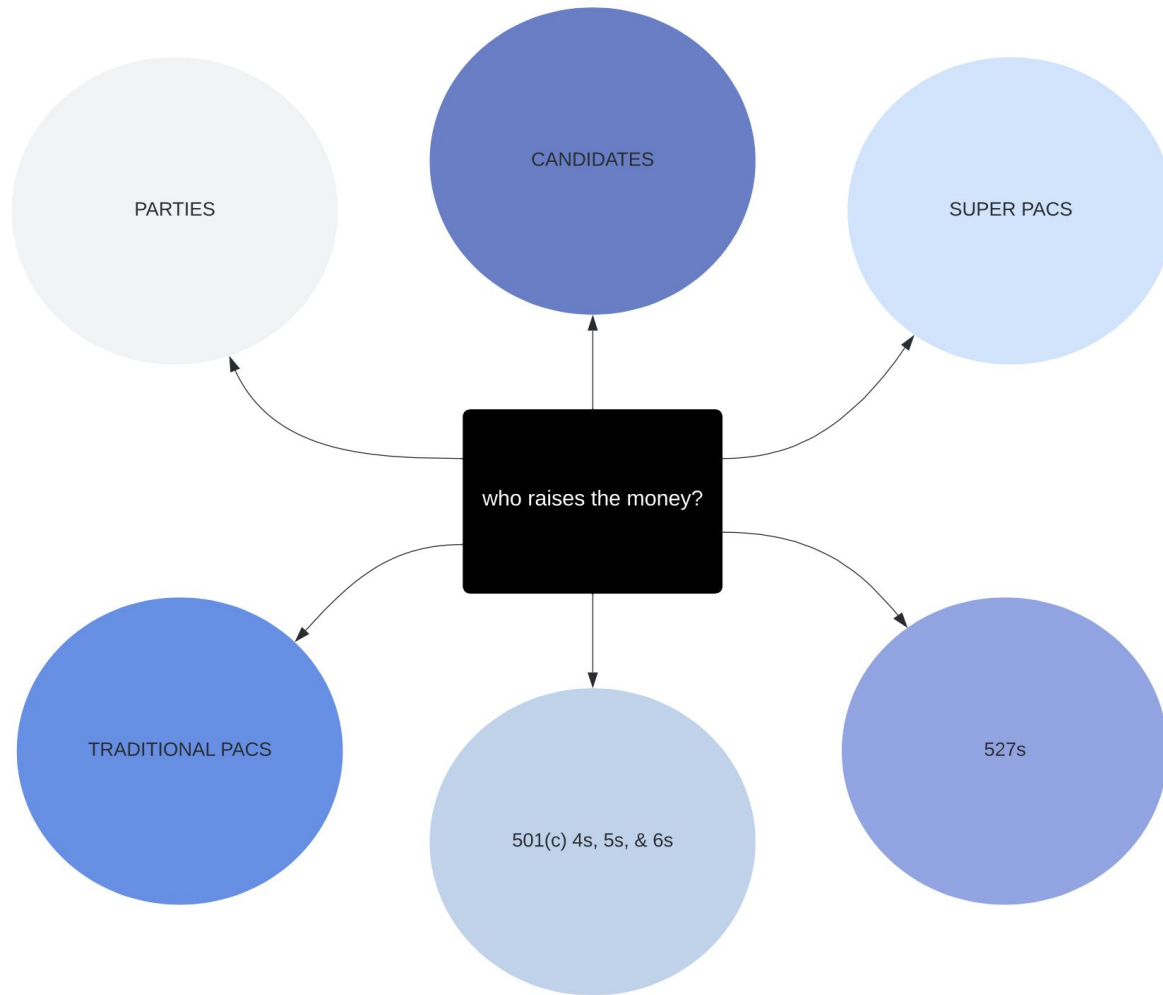 CANDIDATES
PARTIES
SUPER PACS
who raises the money?
TRADITIONAL PACS
527s
501(c) 4s, 5s, & 6s